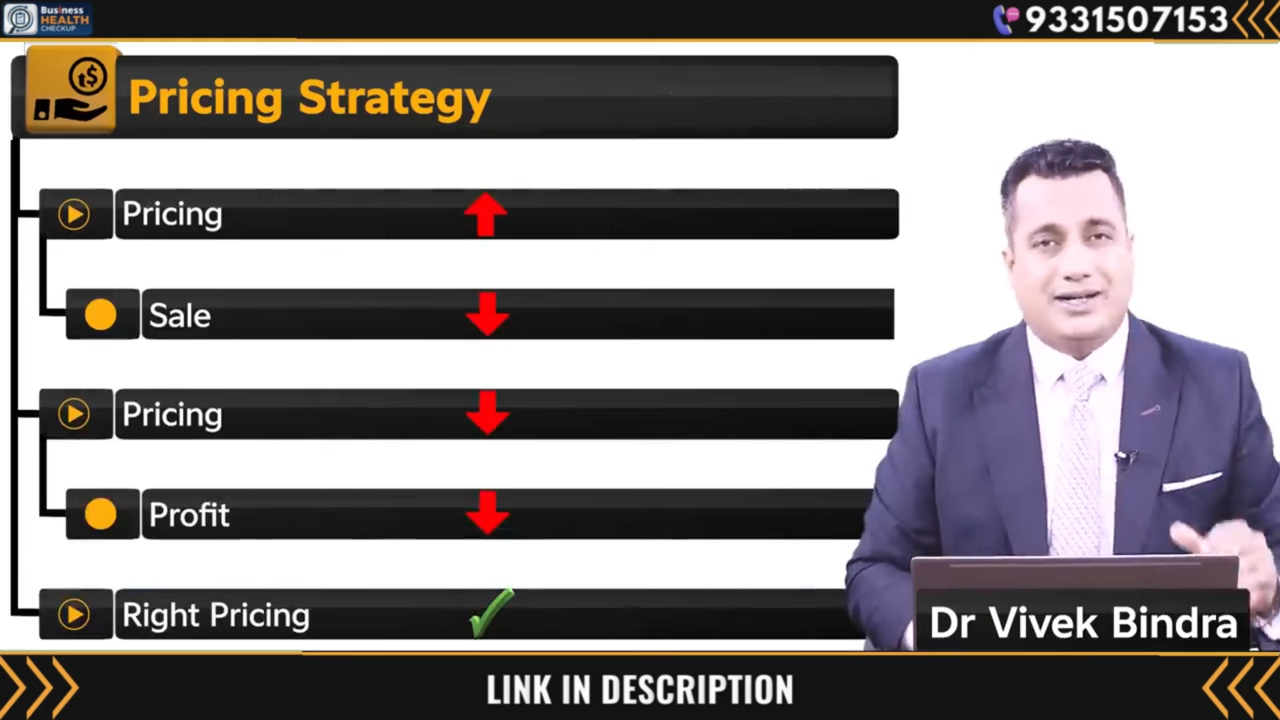 Business
HEALTH
CHECKUP
9331507153
Pricing Strategy
Pricing
Sale
Pricing
Profit
Right Pricing
Dr Vivek Bindra
LINK IN DESCRIPTION